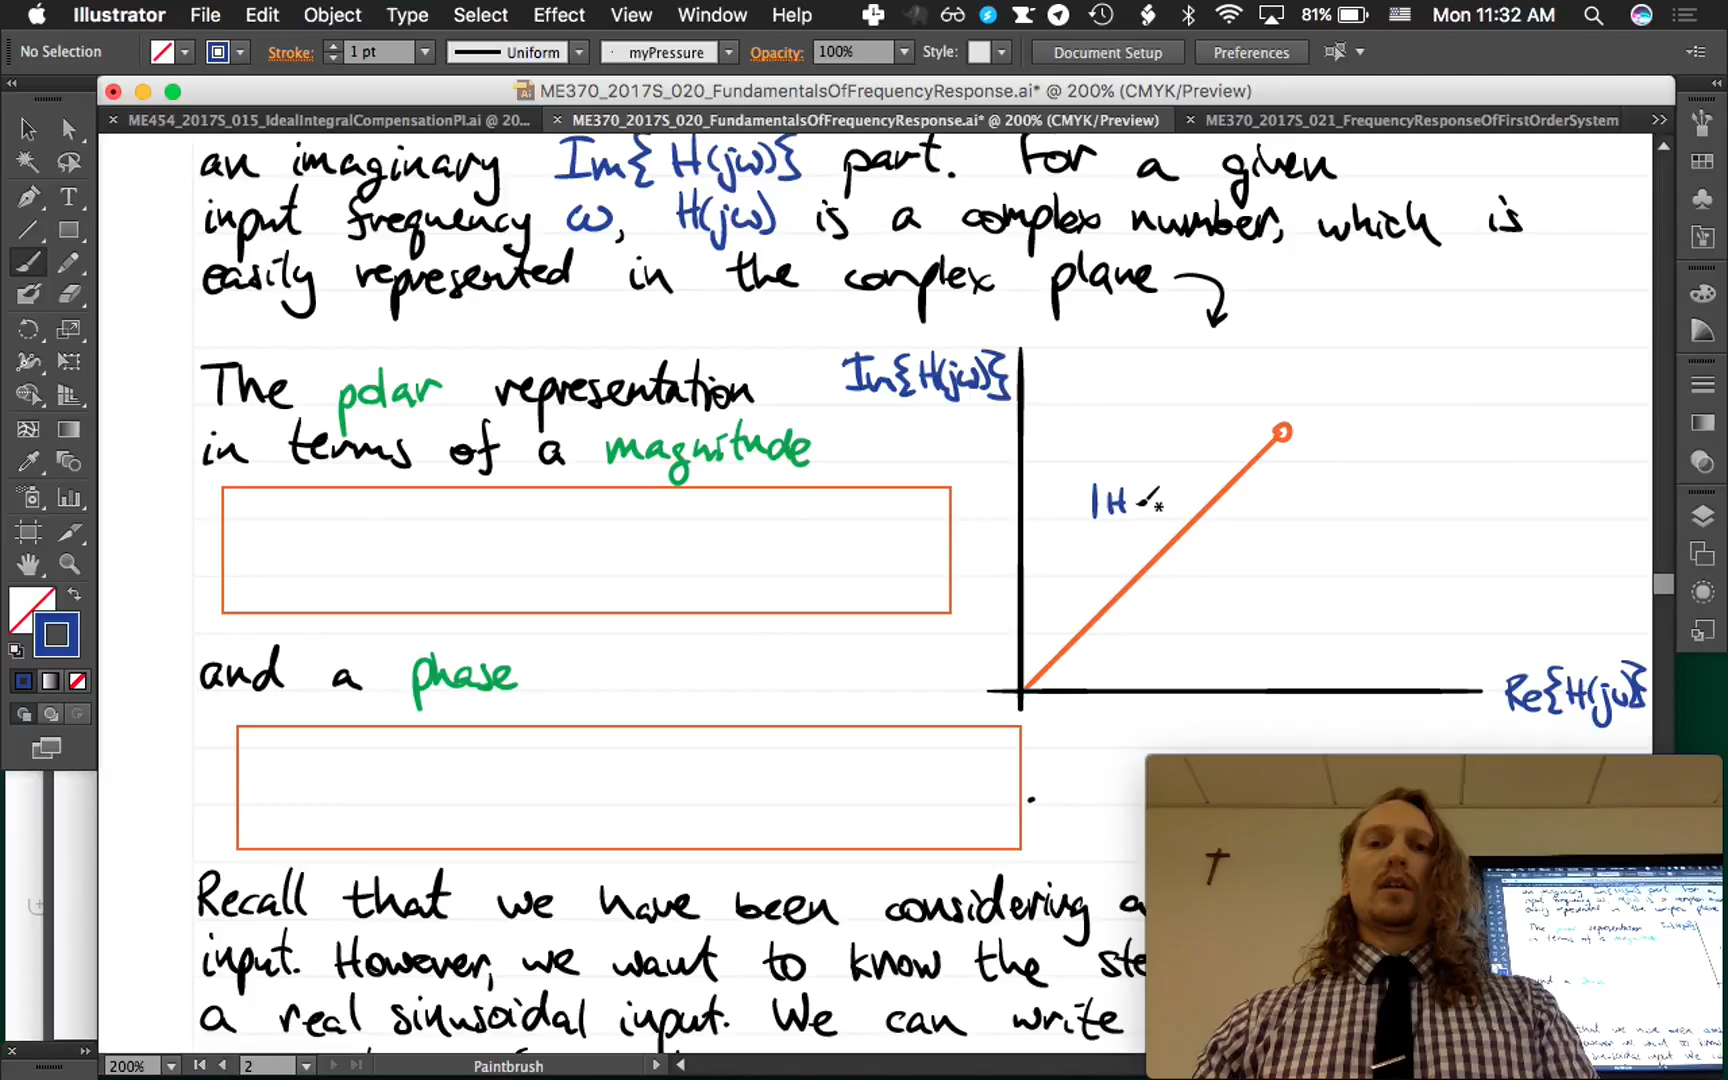 Illustrator File Edit Object Type Select Effect View Window Help 81% Mon 11:32 AM
No Selection Stroke: 1 pt Uniform myPressure Opacity: 100% Style: Document Setup Preferences
ME370_2017S_020_FundamentalsOfFrequencyResponse.ai* @ 200% (CMYK/Preview)
ME454_2017S_015_IdealIntegralCompensationPI.ai @ 20... ME370_2017S_020_FundamentalsOfFrequencyResponse.ai* @ 200% (CMYK/Preview) ME370_2017S_021_FrequencyResponseOfFirstOrderSystem
an imaginary Im{H(jω)} part. For a given
input frequency ω, H(jω) is a complex number, which is
easily represented in the complex plane
The polar representation
in terms of a magnitude
Im{H(jω)}
|H
and a phase
Re{H(jω)}
.
Recall that we have been considering a
input. However, we want to know the ste
a real sinusoidal input. We can write
200% 2 Paintbrush